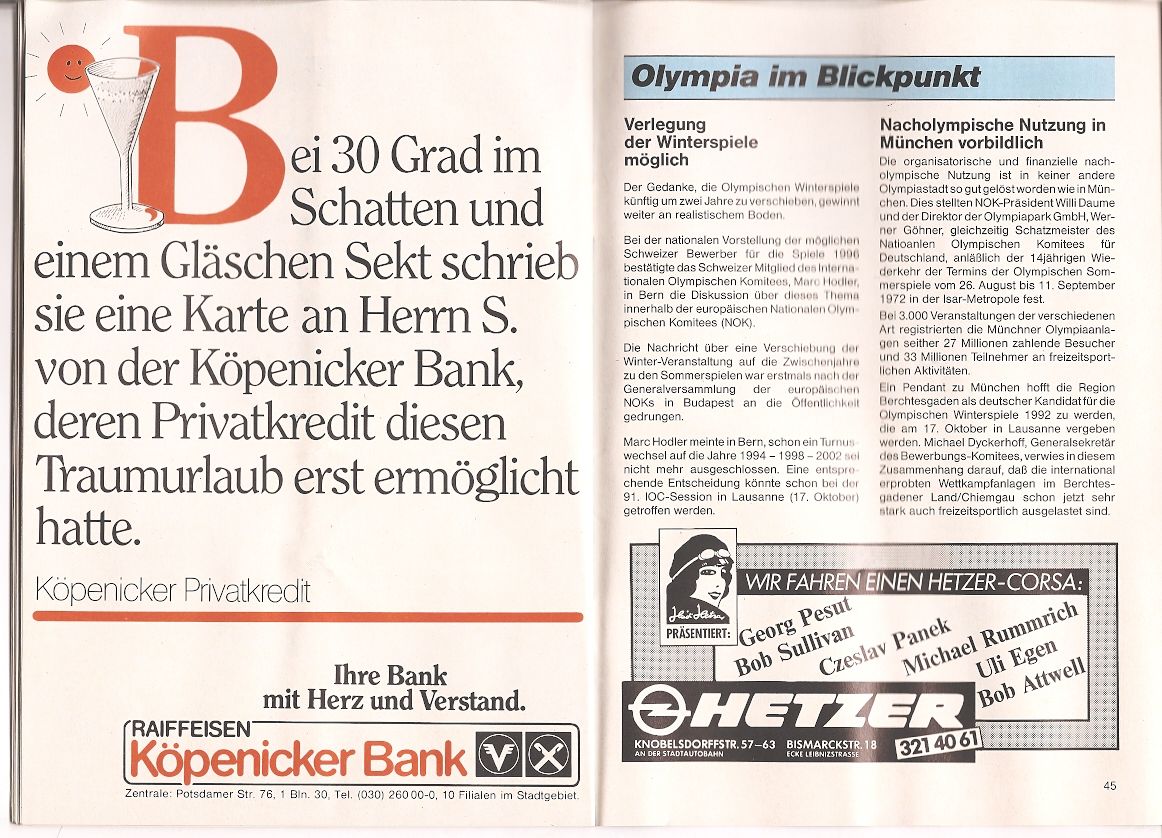 Bei 30 Grad im
Schatten und
einem Gläschen Sekt schrieb
sie eine Karte an Herrn S.
von der Köpenicker Bank,
deren Privatkredit diesen
Traumurlaub erst ermöglicht
hatte.
Köpenicker Privatkredit
Ihre Bank
mit Herz und Verstand.
RAIFFEISEN
Köpenicker Bank
Zentrale: Potsdamer Str. 76, 1 Bln. 30, Tel. (030) 260 00-0, 10 Filialen im Stadtgebiet.
Olympia im Blickpunkt
Verlegung
der Winterspiele
möglich
Der Gedanke, die Olympischen Winterspiele
künftig um zwei Jahre zu verschieben, gewinnt
weiter an realistischem Boden.
Bei der nationalen Vorstellung der möglichen
Schweizer Bewerber für die Spiele 1996
bestätigte das Schweizer Mitglied des Interna-
tionalen Olympischen Komitees, Marc Hodler,
in Bern die Diskussion über dieses Thema
innerhalb der europäischen Nationalen Olym-
pischen Komitees (NOK).
Die Nachricht über eine Verschiebung der
Winter-Veranstaltung auf die Zwischenjahre
zu den Sommerspielen war erstmals nach der
Generalversammlung der europäischen
NOKs in Budapest an die Öffentlichkeit
gedrungen.
Marc Hodler meinte in Bern, schon ein Turnus-
wechsel auf die Jahre 1994 – 1998 – 2002 sei
nicht mehr ausgeschlossen. Eine entspre-
chende Entscheidung könnte schon bei der
91. IOC-Session in Lausanne (17. Oktober)
getroffen werden.
Nacholympische Nutzung in
München vorbildlich
Die organisatorische und finanzielle nach-
olympische Nutzung ist in keiner andere
Olympiastadt so gut gelöst worden wie in Mün-
chen. Dies stellten NOK-Präsident Willi Daume
und der Direktor der Olympiapark GmbH, Wer-
ner Göhner, gleichzeitig Schatzmeister des
Natioanlen Olympischen Komitees für
Deutschland, anläßlich der 14jährigen Wie-
derkehr der Termins der Olympischen Som-
merspiele vom 26. August bis 11. September
1972 in der Isar-Metropole fest.
Bei 3.000 Veranstaltungen der verschiedenen
Art registrierten die Münchner Olympiaanla-
gen seither 27 Millionen zahlende Besucher
und 33 Millionen Teilnehmer an freizeitsport-
lichen Aktivitäten.
Ein Pendant zu München hofft die Region
Berchtesgaden als deutscher Kandidat für die
Olympischen Winterspiele 1992 zu werden,
die am 17. Oktober in Lausanne vergeben
werden. Michael Dyckerhoff, Generalsekretär
des Bewerbungs-Komitees, verwies in diesem
Zusammenhang darauf, daß die international
erprobten Wettkampfanlagen im Berchtes-
gadener Land/Chiemgau schon jetzt sehr
stark auch freizeitsportlich ausgelastet sind.
PRÄSENTIERT:
WIR FAHREN EINEN HETZER-CORSA:
Georg Pesut
Bob Sullivan
Czeslav Panek
Michael Rummrich
Uli Egen
Bob Attwell
HETZER
KNOBELSDORFFSTR. 57–63 BISMARCKSTR. 18
AN DER STADTAUTOBAHN ECKE LEIBNIZSTRASSE
321 40 61
45